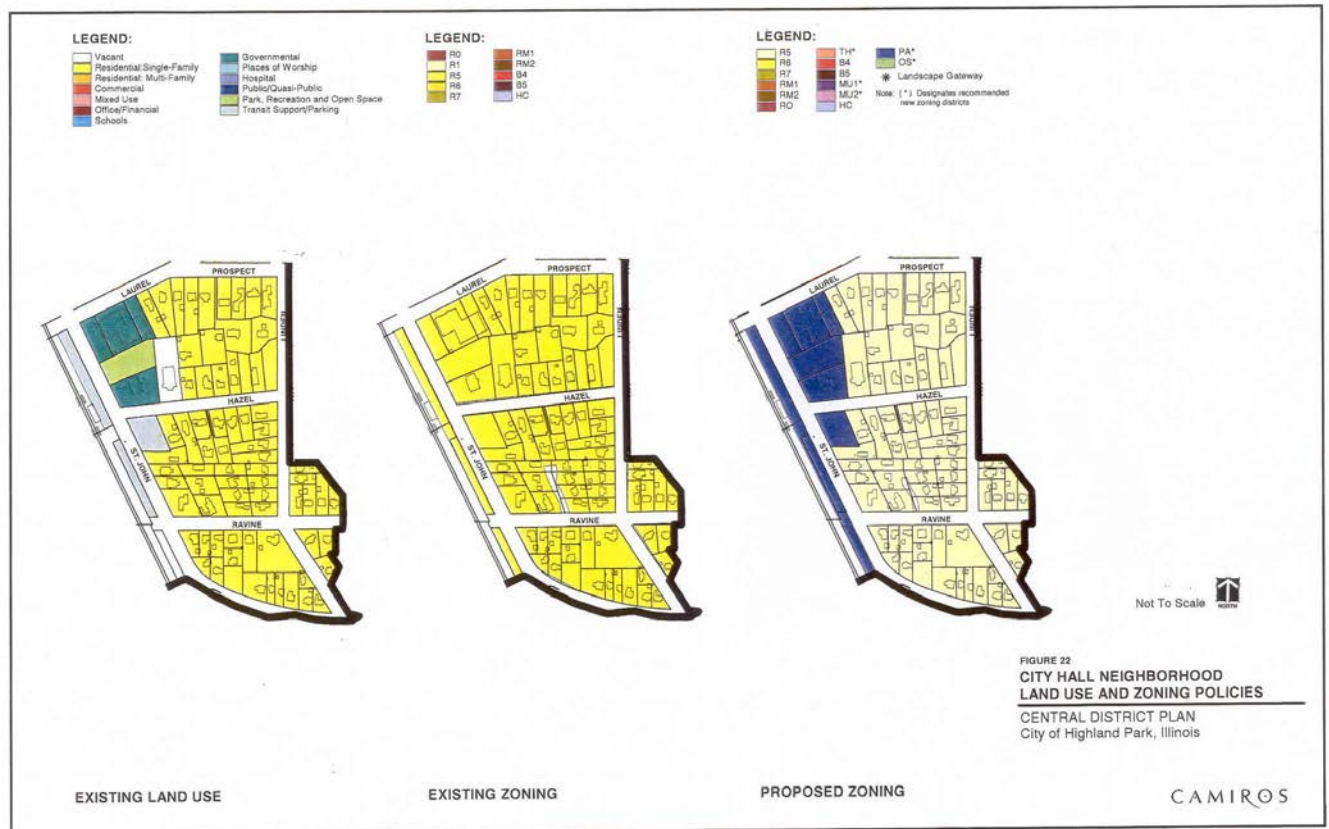 LEGEND:
Vacant
Residential:Single-Family
Residential: Multi-Family
Commercial
Mixed Use
Office/Financial
Schools
Governmental
Places of Worship
Hospital
Public/Quasi-Public
Park, Recreation and Open Space
Transit Support/Parking
LEGEND:
R0
R1
R5
R6
R7
RM1
RM2
B4
B5
HC
LEGEND:
R5
R6
R7
RM1
RM2
RO
TH*
B4
B5
MU1*
MU2*
HC
PA*
OS*
Landscape Gateway
Note: ( * ) Designates recommended
new zoning districts
PROSPECT
LAUREL
LINDEN
HAZEL
ST. JOHN
RAVINE
PROSPECT
LAUREL
LINDEN
HAZEL
ST. JOHN
RAVINE
PROSPECT
LAUREL
LINDEN
HAZEL
ST. JOHN
RAVINE
Not To Scale
NORTH
FIGURE 22
CITY HALL NEIGHBORHOOD
LAND USE AND ZONING POLICIES
CENTRAL DISTRICT PLAN
City of Highland Park, Illinois
EXISTING LAND USE
EXISTING ZONING
PROPOSED ZONING
CAMIROS